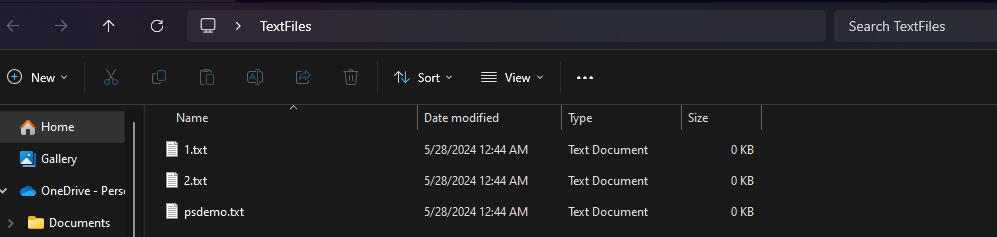 TextFiles
Search TextFiles
New
Sort
View
Name Date modified Type Size
Home
Gallery
OneDrive - Pers
Documents
1.txt 5/28/2024 12:44 AM Text Document 0 KB
2.txt 5/28/2024 12:44 AM Text Document 0 KB
psdemo.txt 5/28/2024 12:44 AM Text Document 0 KB